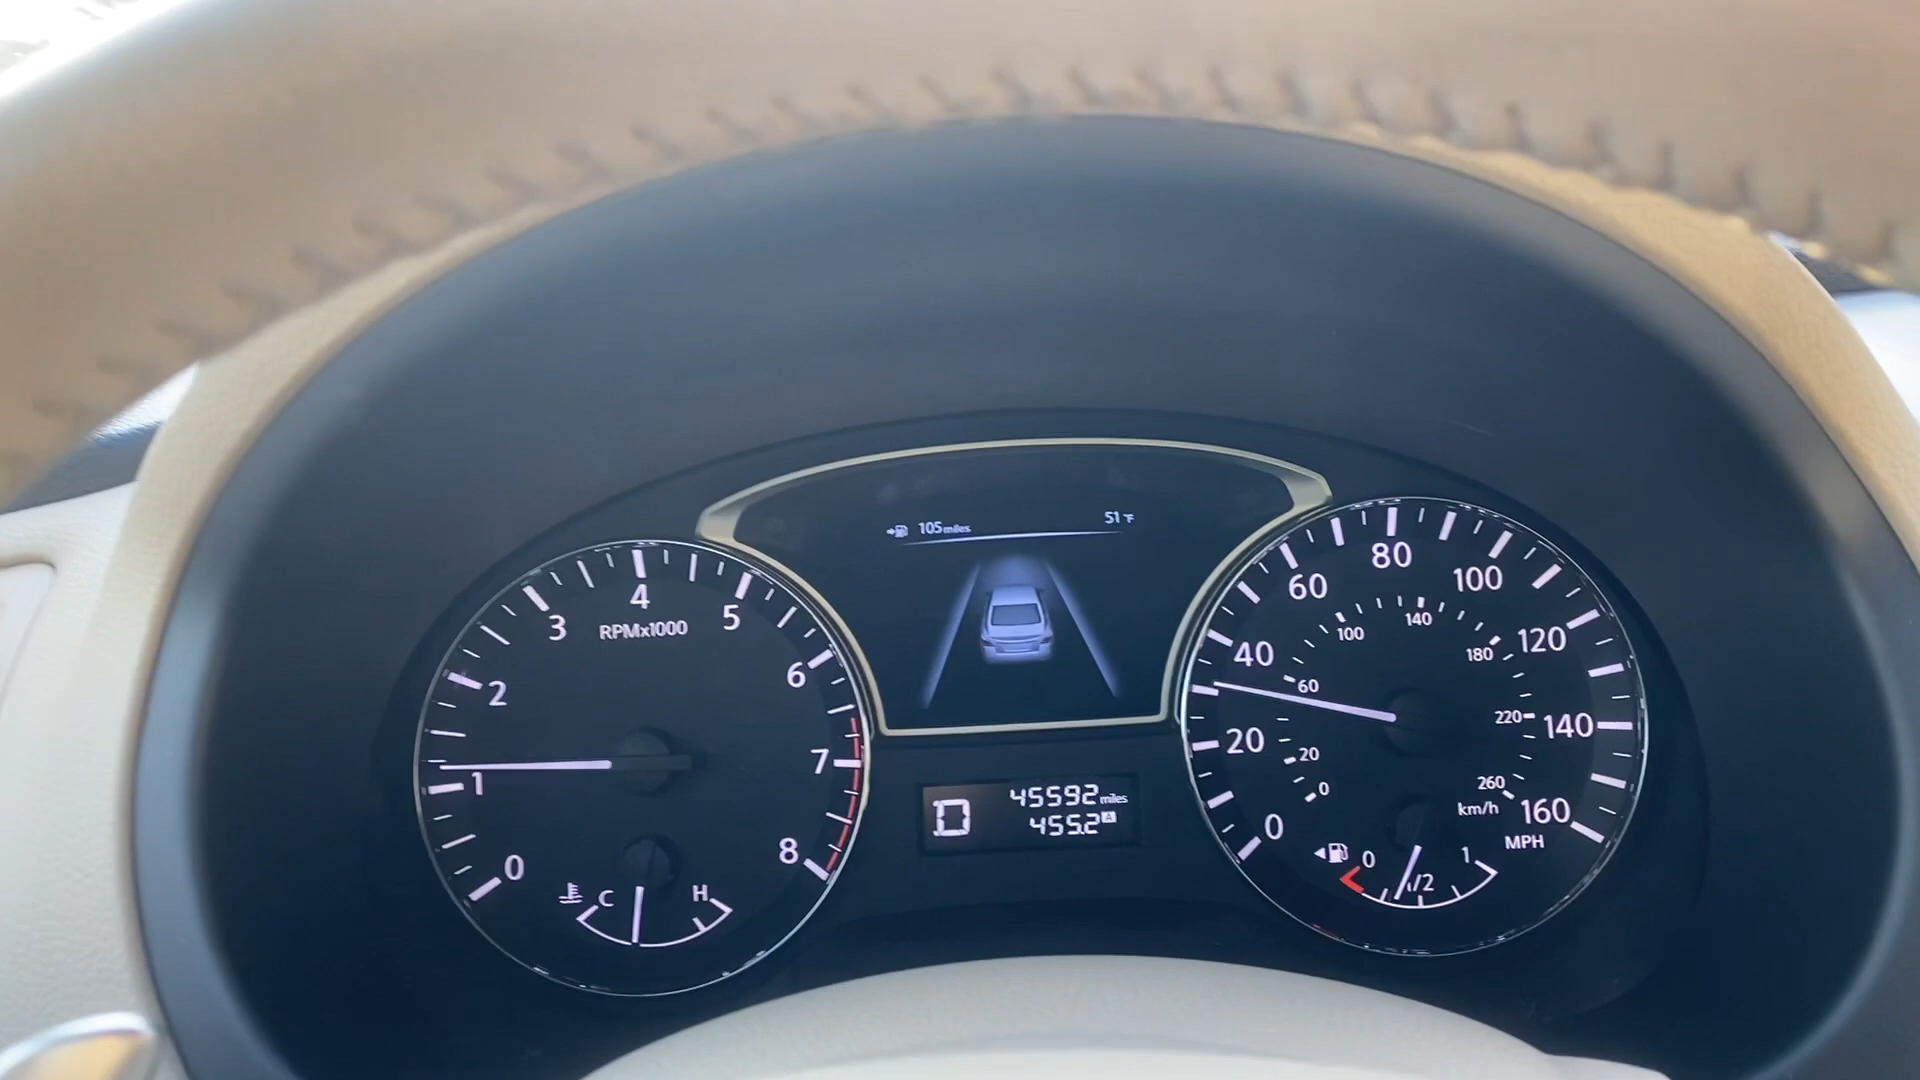 105 miles 51°F
0 1 2 3 4 5 6 7 8
RPMx1000
C H
D 45592 miles
455.2 A
0 20 40 60 80 100 120 140 160
MPH
0 20 60 100 140 180 220 260
km/h
0 1/2 1